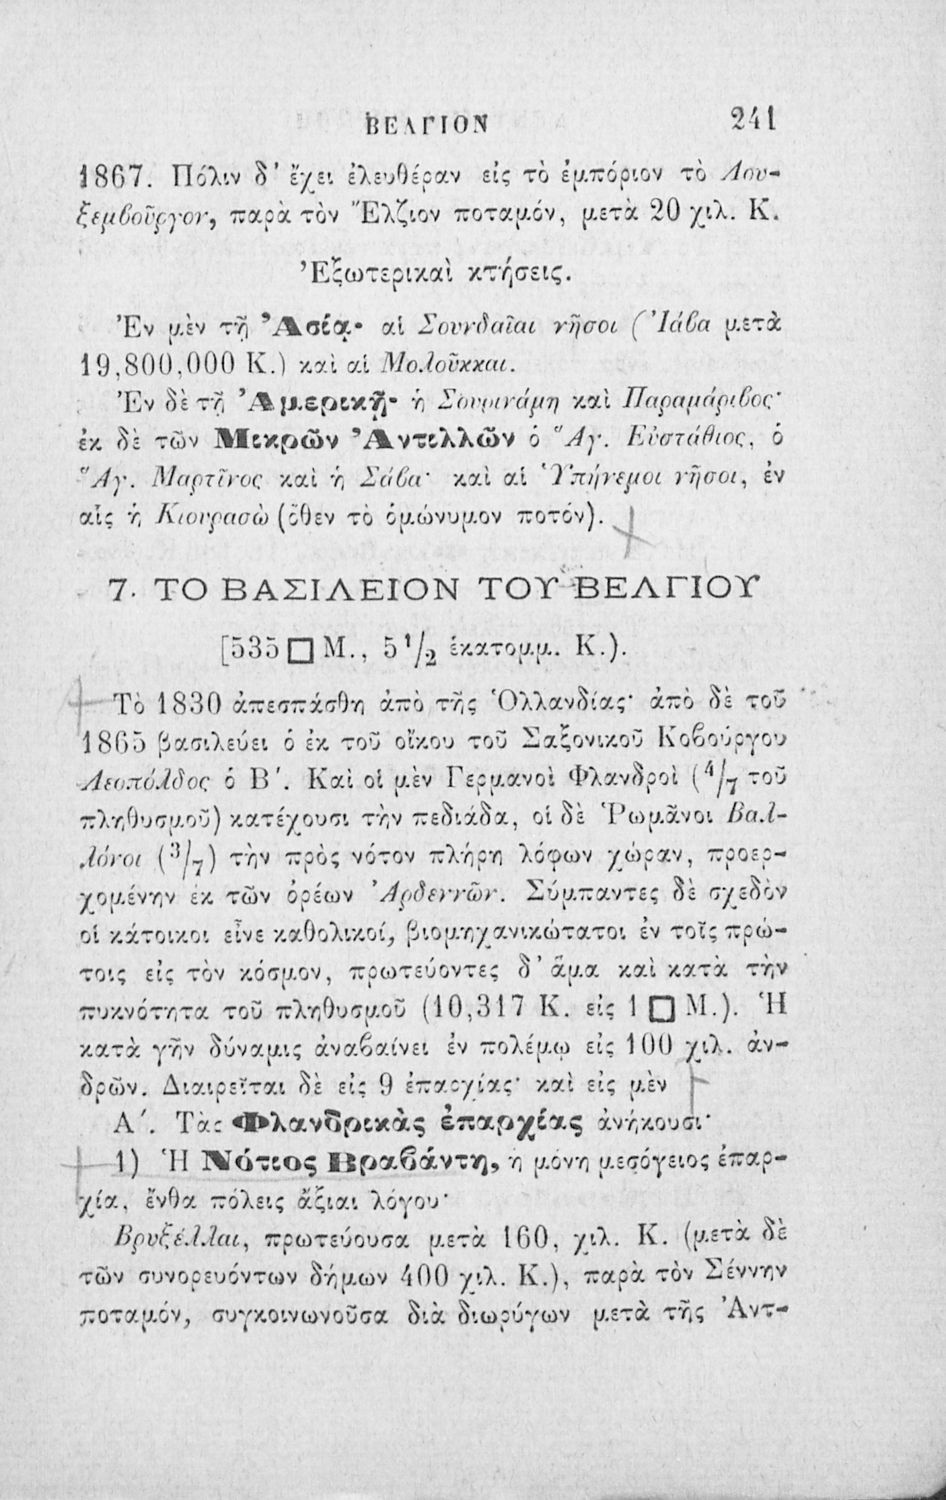 ΒΕΛΓΙΟΝ 241
1867. Πόλιν δ' ἔχει ἐλευθέραν εἰς τὸ ἐμπόριον τὸ Λου-
ξεμβοῦργον, παρὰ τὸν Ἔλζιον ποταμόν, μετὰ 20 χιλ. Κ.
Ἐξωτερικαὶ κτήσεις.
Ἐν μὲν τῇ Ἀσίᾳ· αἱ Σουνδαῖαι νῆσοι (Ἰάβα μετὰ
19,800,000 Κ.) καὶ αἱ Μολοῦκκαι.
Ἐν δὲ τῇ Ἀμερικῇ· ἡ Σουρινάμη καὶ Παραμάριβος·
ἐκ δὲ τῶν Μικρῶν Ἀντιλλῶν ὁ Ἅγ. Εὐστάθιος, ὁ
Ἅγ. Μαρτῖνος καὶ ἡ Σάβα· καὶ αἱ Ὑπήνεμοι νῆσοι, ἐν
αἷς ἡ Κιουρασὼ (ὅθεν τὸ ὁμώνυμον ποτόν).
7. ΤΟ ΒΑΣΙΛΕΙΟΝ ΤΟΥ ΒΕΛΓΙΟΥ
[535 □ Μ., 5 1/2 ἑκατομμ. Κ.).
Τὸ 1830 ἀπεσπάσθη ἀπὸ τῆς Ὁλλανδίας· ἀπὸ δὲ τοῦ
1865 βασιλεύει ὁ ἐκ τοῦ οἴκου τοῦ Σαξονικοῦ Κοβούργου
Λεοπόλδος ὁ Β΄. Καὶ οἱ μὲν Γερμανοὶ Φλανδροὶ (4/7 τοῦ
πληθυσμοῦ) κατέχουσι τὴν πεδιάδα, οἱ δὲ Ῥωμᾶνοι Βαλ-
λόνοι (3/7) τὴν πρὸς νότον πλήρη λόφων χώραν, προερ-
χομένην ἐκ τῶν ὀρέων Ἀρδεννῶν. Σύμπαντες δὲ σχεδὸν
οἱ κάτοικοι εἶνε καθολικοί, βιομηχανικώτατοι ἐν τοῖς πρώ-
τοις εἰς τὸν κόσμον, πρωτεύοντες δ' ἅμα καὶ κατὰ τὴν
πυκνότητα τοῦ πληθυσμοῦ (10,317 Κ. εἰς 1 □ Μ.). Ἡ
κατὰ γῆν δύναμις ἀναβαίνει ἐν πολέμῳ εἰς 100 χιλ. ἀν-
δρῶν. Διαιρεῖται δὲ εἰς 9 ἐπαρχίας· καὶ εἰς μὲν
Α΄. Τὰς Φλανδρικὰς ἐπαρχίας ἀνήκουσι·
1) Ἡ Νότιος Βραβάντη, ἡ μόνη μεσόγειος ἐπαρ-
χία, ἔνθα πόλεις ἄξιαι λόγου·
Βρυξέλλαι, πρωτεύουσα μετὰ 160, χιλ. Κ. (μετὰ δὲ
τῶν συνορευόντων δήμων 400 χιλ. Κ.), παρὰ τὸν Σέννην
ποταμόν, συγκοινωνοῦσα διὰ διωρύγων μετὰ τῆς Ἀντ-